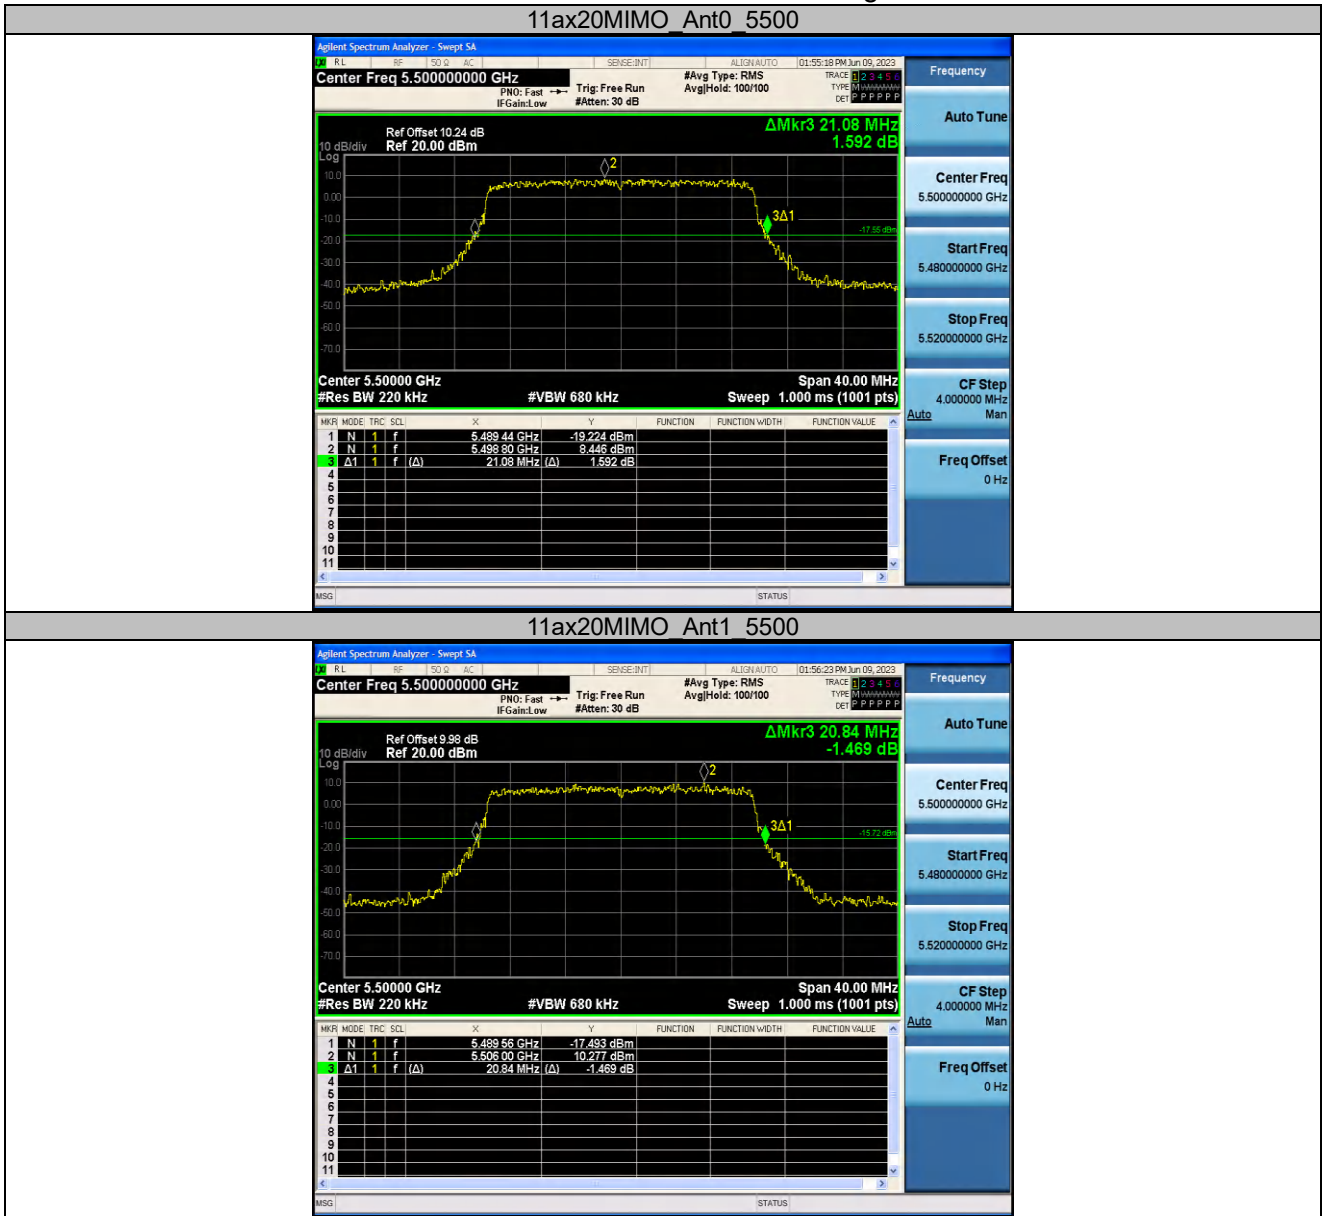 11ax20MIMO_Ant0_5500
Agilent Spectrum Analyzer - Swept SA
RL RF 50 Ω AC SENSE:INT ALIGN AUTO 01:55:18 PM Jun 09, 2023
Center Freq 5.500000000 GHz #Avg Type: RMS TRACE 1 2 3 4 5 6
PNO: Fast Trig: Free Run Avg|Hold: 100/100 TYPE M
IFGain:Low #Atten: 30 dB DET P P P P P P
Frequency
Auto Tune
ΔMkr3 21.08 MHz
1.592 dB
Ref Offset 10.24 dB
10 dB/div Ref 20.00 dBm
Log
10.0
0.00
-10.0
-20.0
-30.0
-40.0
-50.0
-60.0
-70.0
2
1
3Δ1
-17.55 dBm
Center Freq
5.500000000 GHz
Start Freq
5.480000000 GHz
Stop Freq
5.520000000 GHz
Center 5.50000 GHz Span 40.00 MHz
#Res BW 220 kHz #VBW 680 kHz Sweep 1.000 ms (1001 pts)
CF Step
4.000000 MHz
Auto Man
Freq Offset
0 Hz
MKR MODE TRC SCL X Y FUNCTION FUNCTION WIDTH FUNCTION VALUE
1 N 1 f 5.489 44 GHz -19.224 dBm
2 N 1 f 5.498 80 GHz 8.446 dBm
3 Δ1 1 f (Δ) 21.08 MHz (Δ) 1.592 dB
4
5
6
7
8
9
10
11
MSG STATUS
11ax20MIMO_Ant1_5500
Agilent Spectrum Analyzer - Swept SA
RL RF 50 Ω AC SENSE:INT ALIGN AUTO 01:56:23 PM Jun 09, 2023
Center Freq 5.500000000 GHz #Avg Type: RMS TRACE 1 2 3 4 5 6
PNO: Fast Trig: Free Run Avg|Hold: 100/100 TYPE M
IFGain:Low #Atten: 30 dB DET P P P P P P
Frequency
Auto Tune
ΔMkr3 20.84 MHz
-1.469 dB
Ref Offset 9.98 dB
10 dB/div Ref 20.00 dBm
Log
10.0
0.00
-10.0
-20.0
-30.0
-40.0
-50.0
-60.0
-70.0
2
3Δ1
-15.72 dBm
Center Freq
5.500000000 GHz
Start Freq
5.480000000 GHz
Stop Freq
5.520000000 GHz
Center 5.50000 GHz Span 40.00 MHz
#Res BW 220 kHz #VBW 680 kHz Sweep 1.000 ms (1001 pts)
CF Step
4.000000 MHz
Auto Man
Freq Offset
0 Hz
MKR MODE TRC SCL X Y FUNCTION FUNCTION WIDTH FUNCTION VALUE
1 N 1 f 5.489 56 GHz -17.493 dBm
2 N 1 f 5.506 00 GHz 10.277 dBm
3 Δ1 1 f (Δ) 20.84 MHz (Δ) -1.469 dB
4
5
6
7
8
9
10
11
MSG STATUS